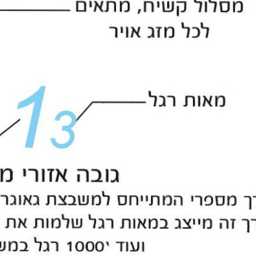 מסלול קשיח, מתאים
לכל מזג אויר
מאות רגל
13
גובה אזורי
מספרי המתייחס למשבצת גאוגר
זה מייצג במאות רגל שלמות את
ועוד 1000' רגל